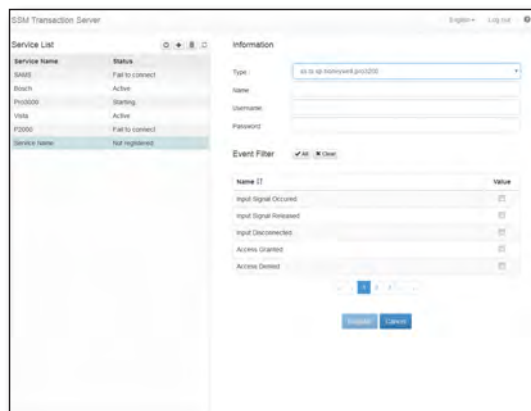 SSM Transaction Server
English Log out
Service List
Service Name Status
SAMS Fail to connect
Bosch Active
Pro3000 Starting
Vista Active
P2000 Fail to connect
Service Name Not registered
Information
Type
Name
Username
Password
Event Filter All Clear
Name Value
Input Signal Occured
Input Signal Released
Input Disconnected
Access Granted
Access Denied
1 2 3
Cancel